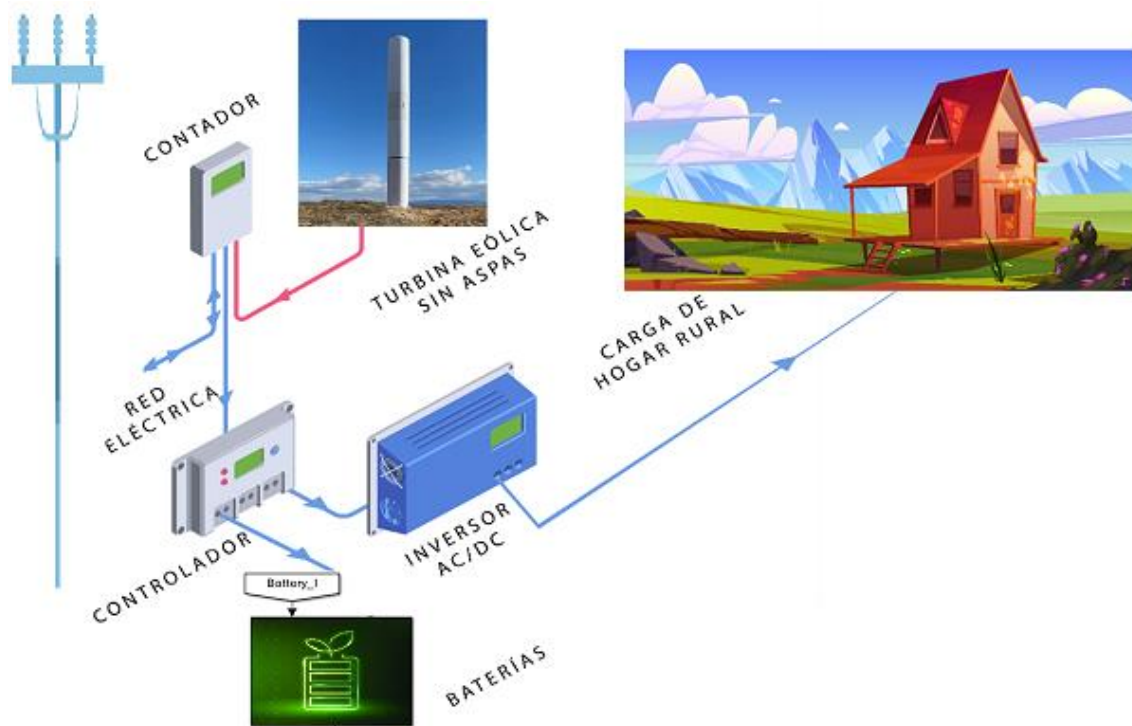 CONTADOR
TURBINA EÓLICA
SIN ASPAS
RED
ELÉCTRICA
CARGA DE
HOGAR RURAL
CONTROLADOR
INVERSOR
AC/DC
Battery_1
BATERÍAS